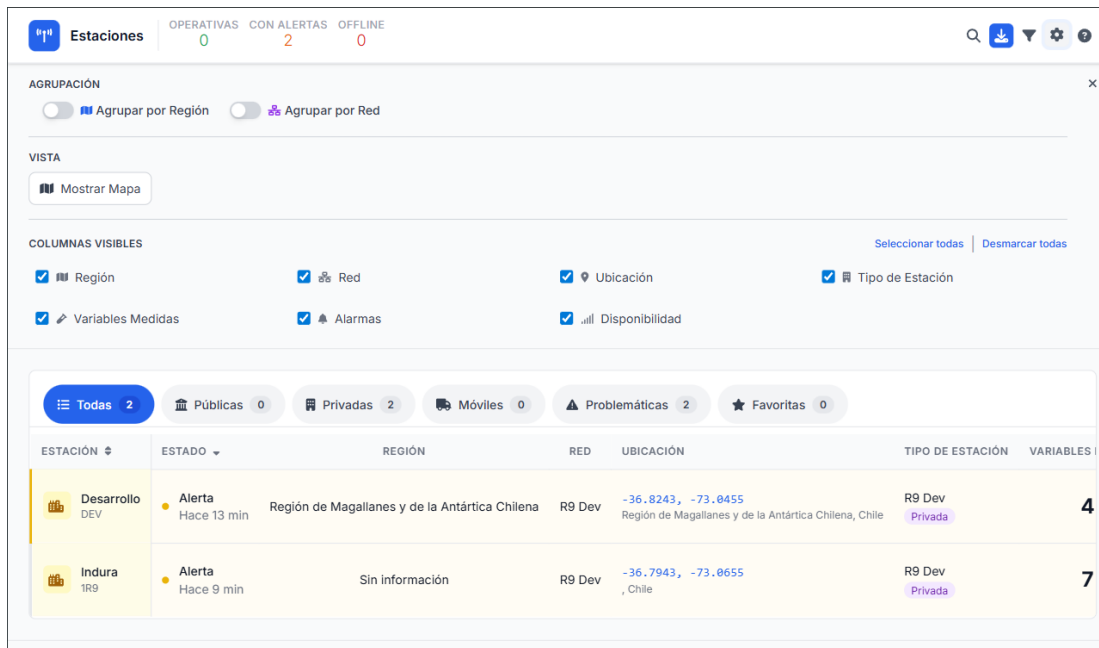 Estaciones
OPERATIVAS CON ALERTAS OFFLINE
0 2 0
AGRUPACIÓN
Agrupar por Región Agrupar por Red
VISTA
Mostrar Mapa
COLUMNAS VISIBLES Seleccionar todas Desmarcar todas
Región Red Ubicación Tipo de Estación
Variables Medidas Alarmas Disponibilidad
Todas 2 Públicas 0 Privadas 2 Móviles 0 Problemáticas 2 Favoritas 0
ESTACIÓN ESTADO REGIÓN RED UBICACIÓN TIPO DE ESTACIÓN VARIABLES
Desarrollo Alerta Región de Magallanes y de la Antártica Chilena R9 Dev -36.8243, -73.0455 R9 Dev 4
DEV Hace 13 min Región de Magallanes y de la Antártica Chilena, Chile Privada
Indura Alerta Sin información R9 Dev -36.7943, -73.0655 R9 Dev 7
1R9 Hace 9 min , Chile Privada